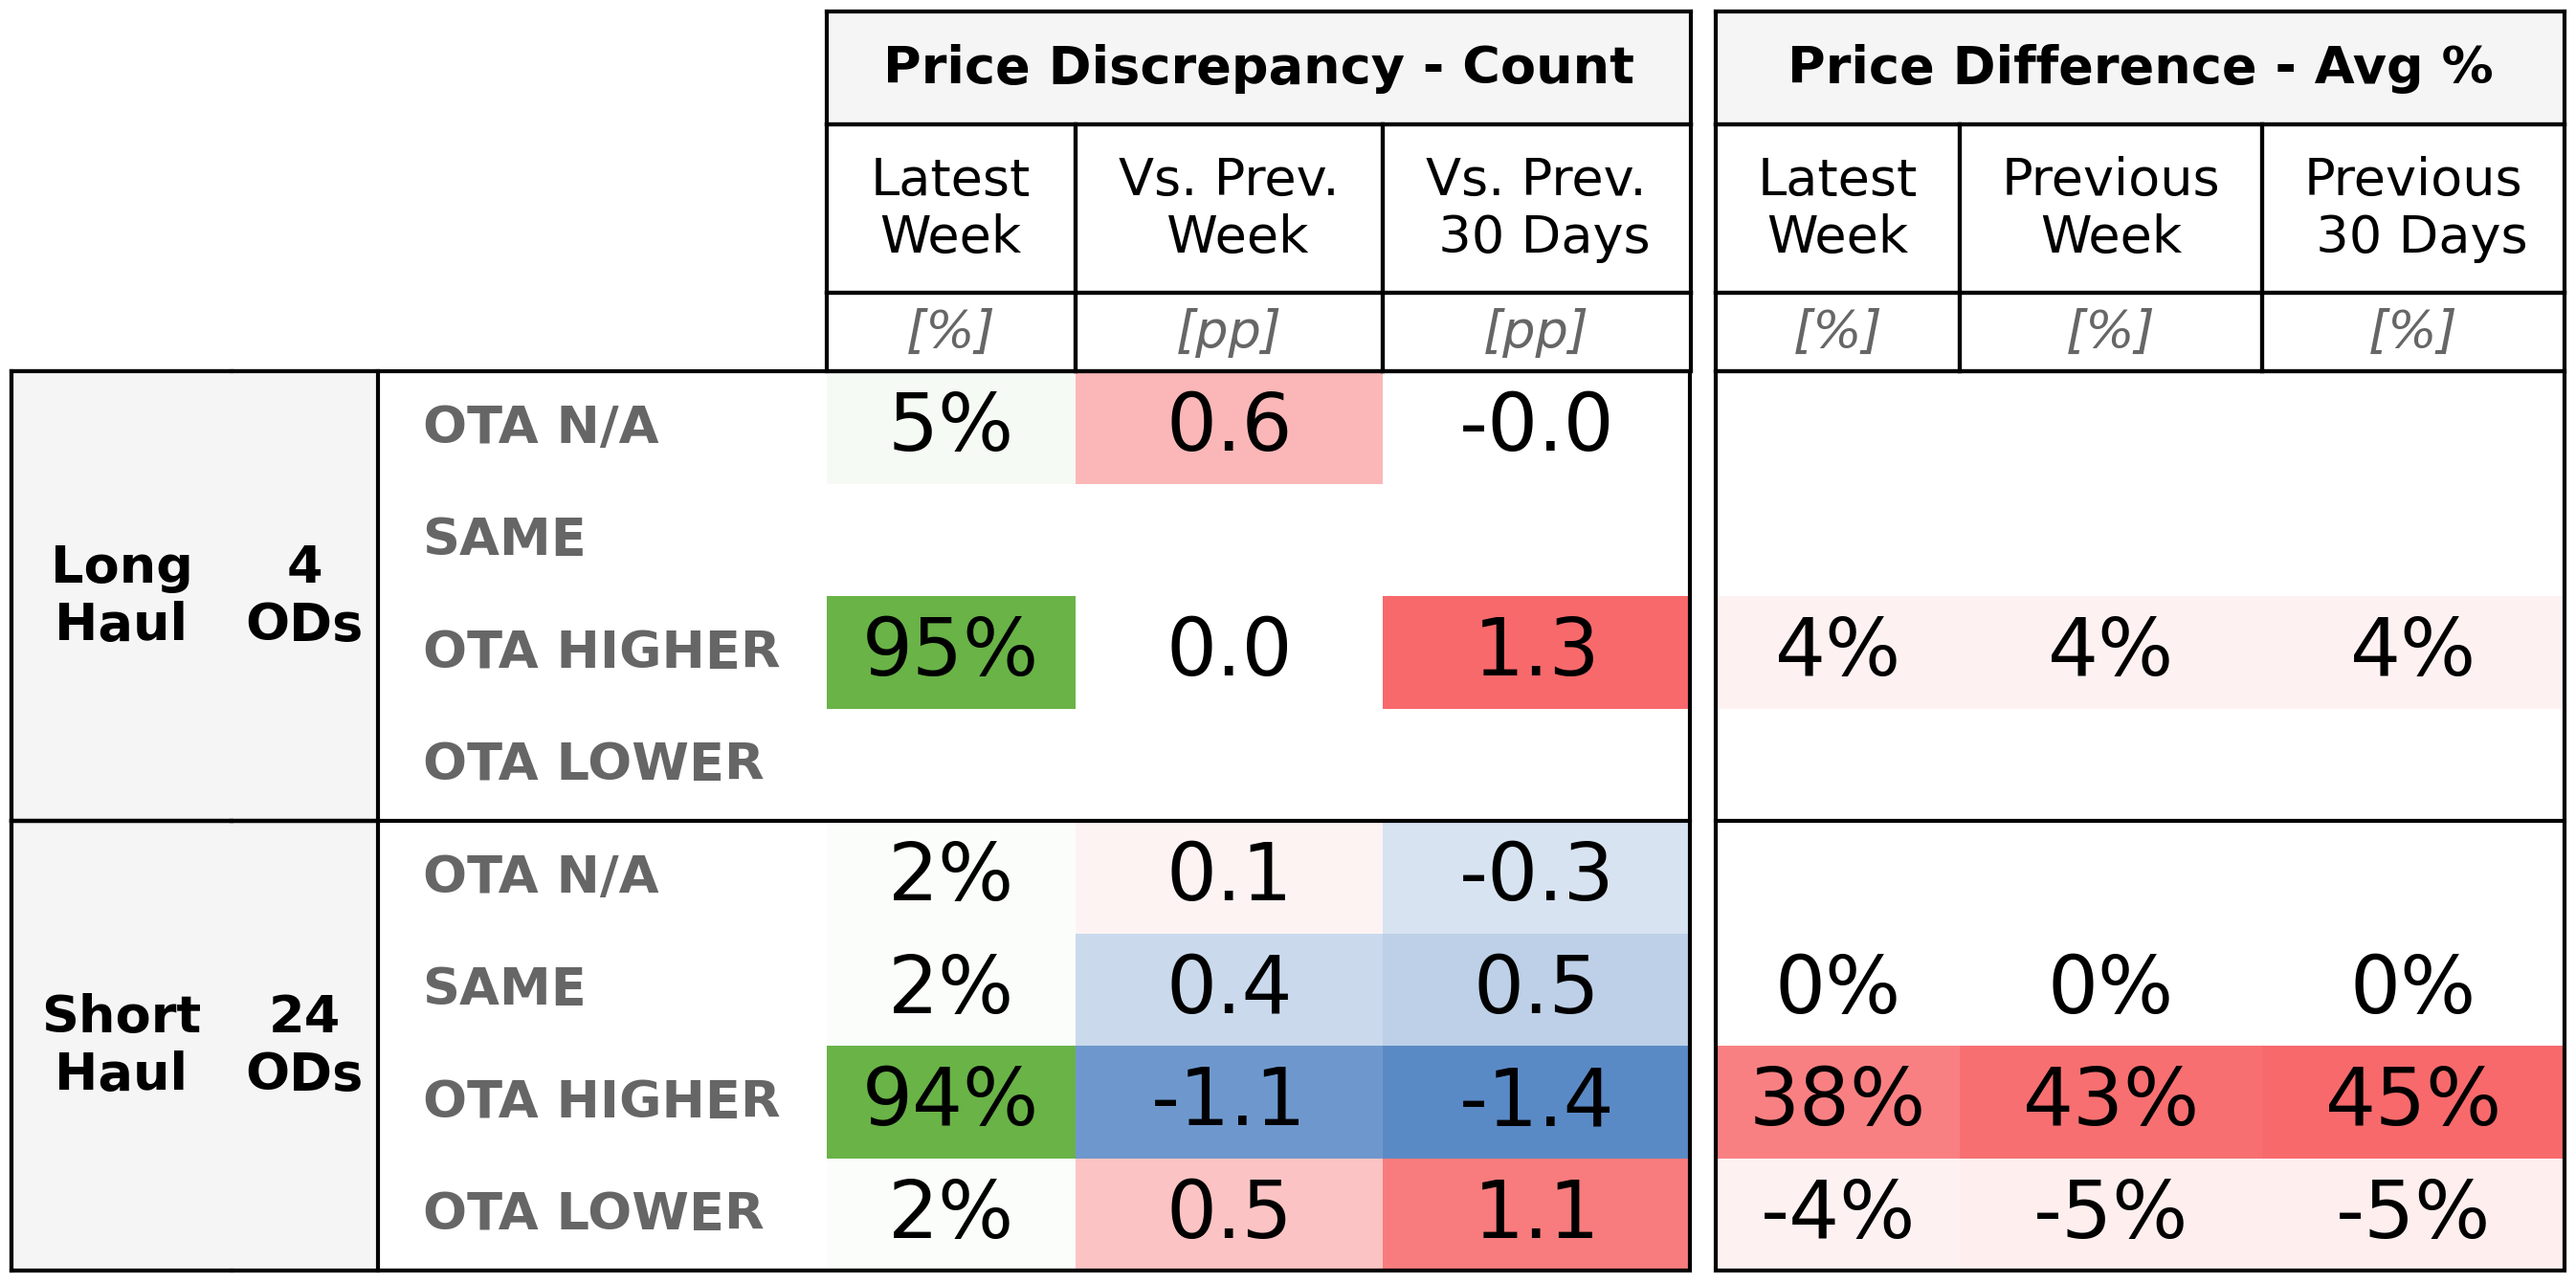 Price Discrepancy - Count Price Difference - Avg %
Latest Week Vs. Prev. Week Vs. Prev. 30 Days Latest Week Previous Week Previous 30 Days
[%] [pp] [pp] [%] [%] [%]
Long Haul 4 ODs
OTA N/A 5% 0.6 -0.0
SAME
OTA HIGHER 95% 0.0 1.3 4% 4% 4%
OTA LOWER
Short Haul 24 ODs
OTA N/A 2% 0.1 -0.3
SAME 2% 0.4 0.5 0% 0% 0%
OTA HIGHER 94% -1.1 -1.4 38% 43% 45%
OTA LOWER 2% 0.5 1.1 -4% -5% -5%